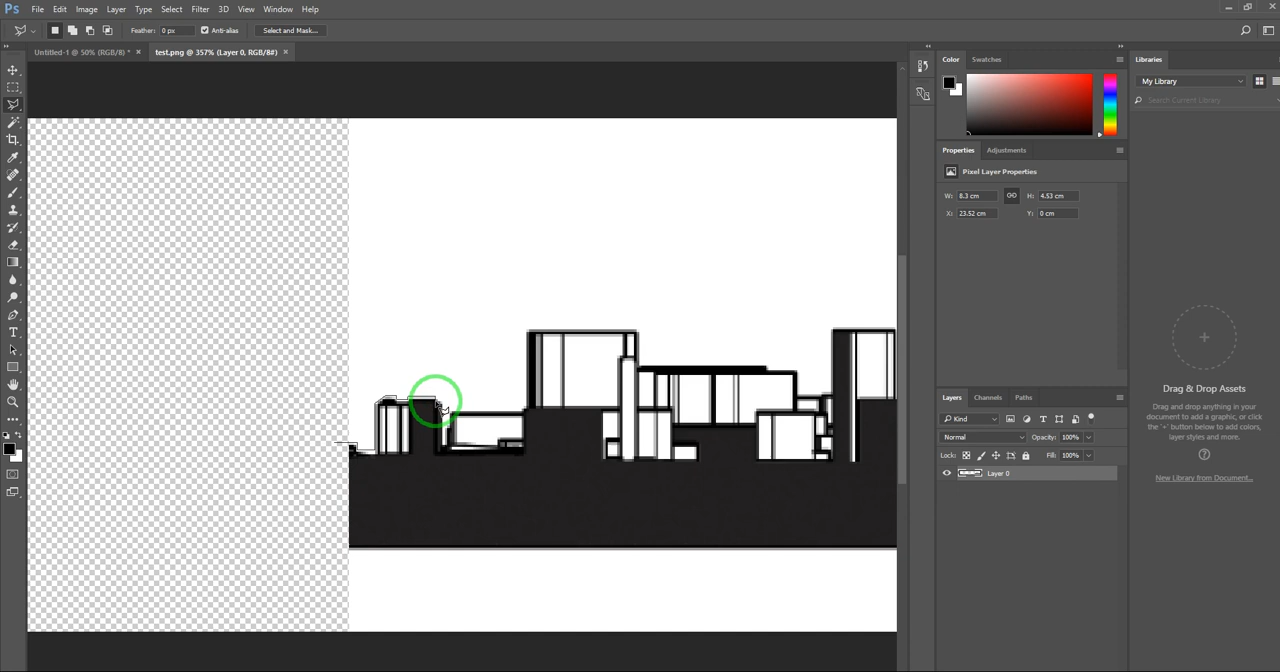 Ps File Edit Image Layer Type Select Filter 3D View Window Help
Feather: 0 px Anti-alias Select and Mask...
Untitled-1 @ 50% (RGB/8) * × test.png @ 357% (Layer 0, RGB/8#) ×
Color Swatches
Libraries
My Library
Search Current Library
Properties Adjustments
Pixel Layer Properties
W: 8.3 cm H: 4.53 cm
X: 23.52 cm Y: 0 cm
Drag & Drop Assets
Drag and drop anything in your
document to add a graphic, or click
the '+' button below to add colors,
layer styles and more.
New Library from Document...
Layers Channels Paths
Kind
Normal Opacity: 100%
Lock: Fill: 100%
Layer 0